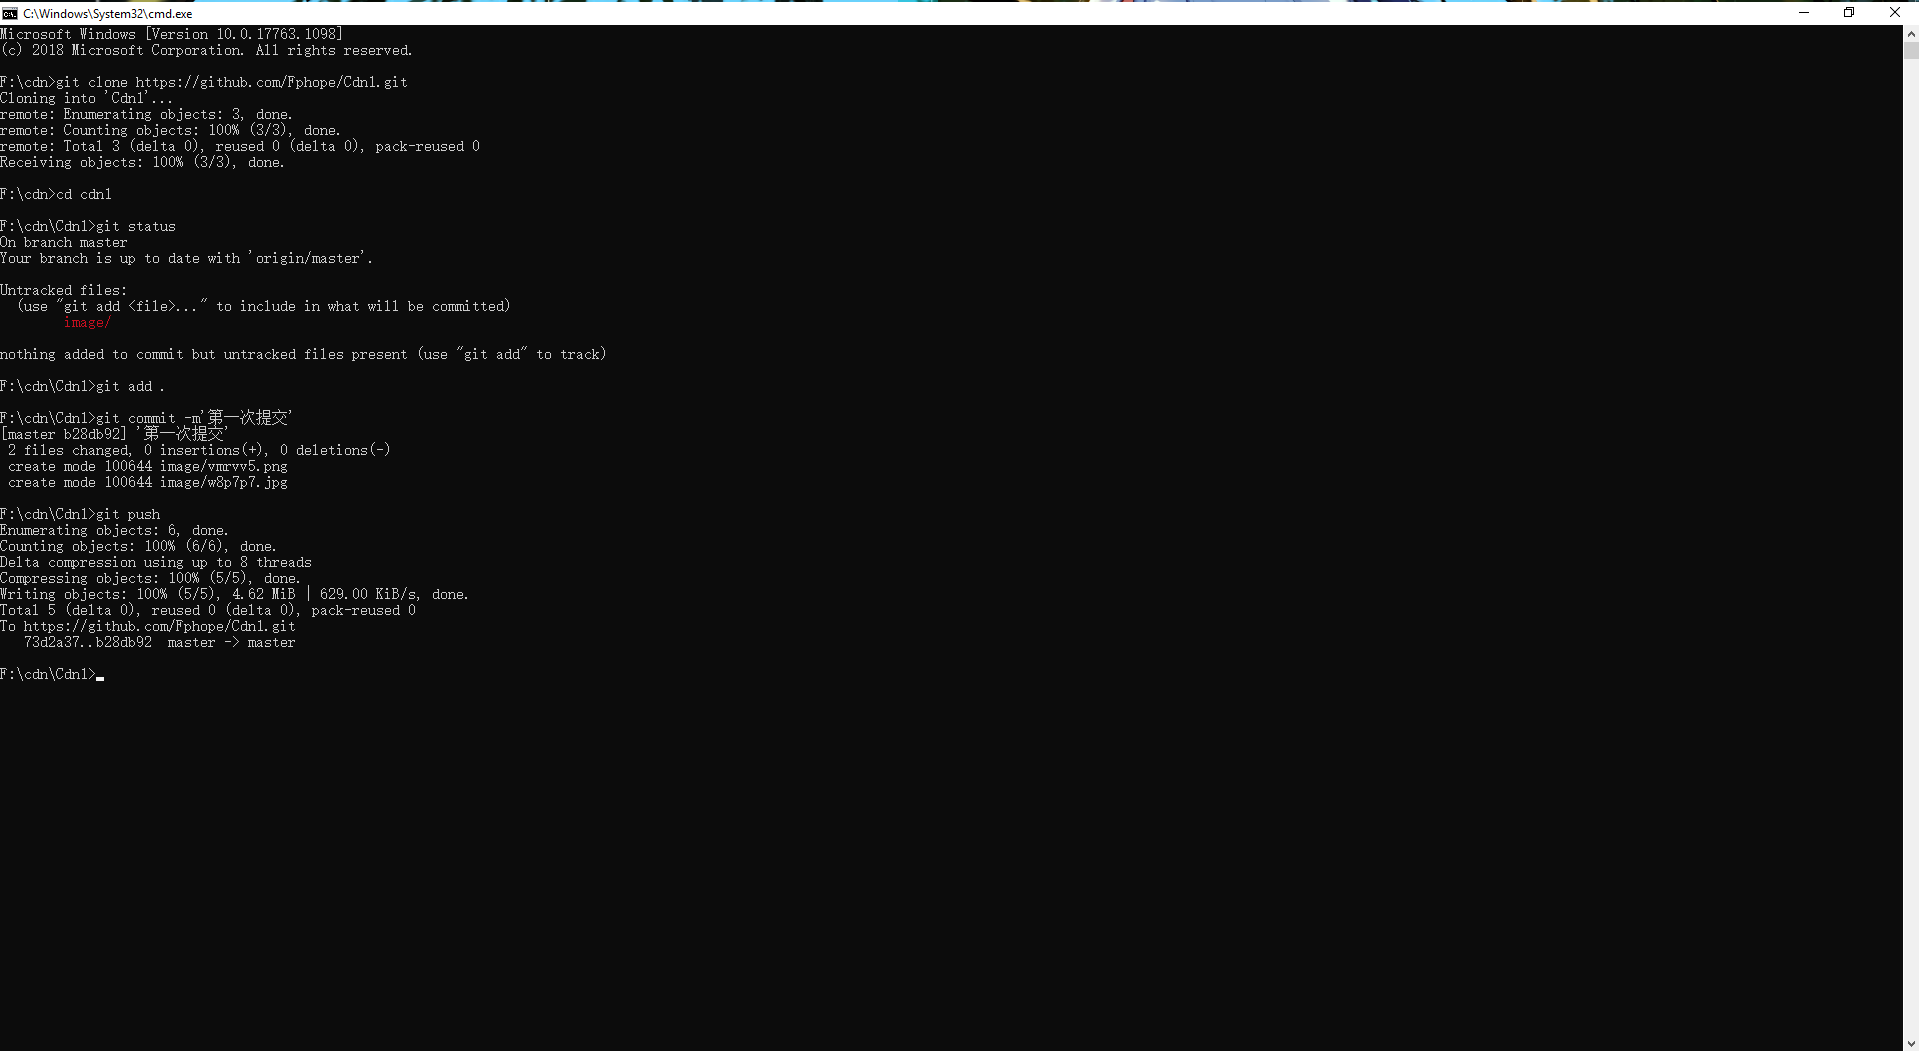 C:\Windows\System32\cmd.exe
Microsoft Windows [Version 10.0.17763.1098]
(c) 2018 Microsoft Corporation. All rights reserved.
F:\cdn>git clone https://github.com/Fphope/Cdn1.git
Cloning into 'Cdn1'...
remote: Enumerating objects: 3, done.
remote: Counting objects: 100% (3/3), done.
remote: Total 3 (delta 0), reused 0 (delta 0), pack-reused 0
Receiving objects: 100% (3/3), done.
F:\cdn>cd cdn1
F:\cdn\Cdn1>git status
On branch master
Your branch is up to date with 'origin/master'.
Untracked files:
  (use "git add <file>..." to include in what will be committed)
        image/
nothing added to commit but untracked files present (use "git add" to track)
F:\cdn\Cdn1>git add .
F:\cdn\Cdn1>git commit -m'第一次提交'
[master b28db92] '第一次提交'
 2 files changed, 0 insertions(+), 0 deletions(-)
 create mode 100644 image/vmrvv5.png
 create mode 100644 image/w8p7p7.jpg
F:\cdn\Cdn1>git push
Enumerating objects: 6, done.
Counting objects: 100% (6/6), done.
Delta compression using up to 8 threads
Compressing objects: 100% (5/5), done.
Writing objects: 100% (5/5), 4.62 MiB | 629.00 KiB/s, done.
Total 5 (delta 0), reused 0 (delta 0), pack-reused 0
To https://github.com/Fphope/Cdn1.git
   73d2a37..b28db92  master -> master
F:\cdn\Cdn1>